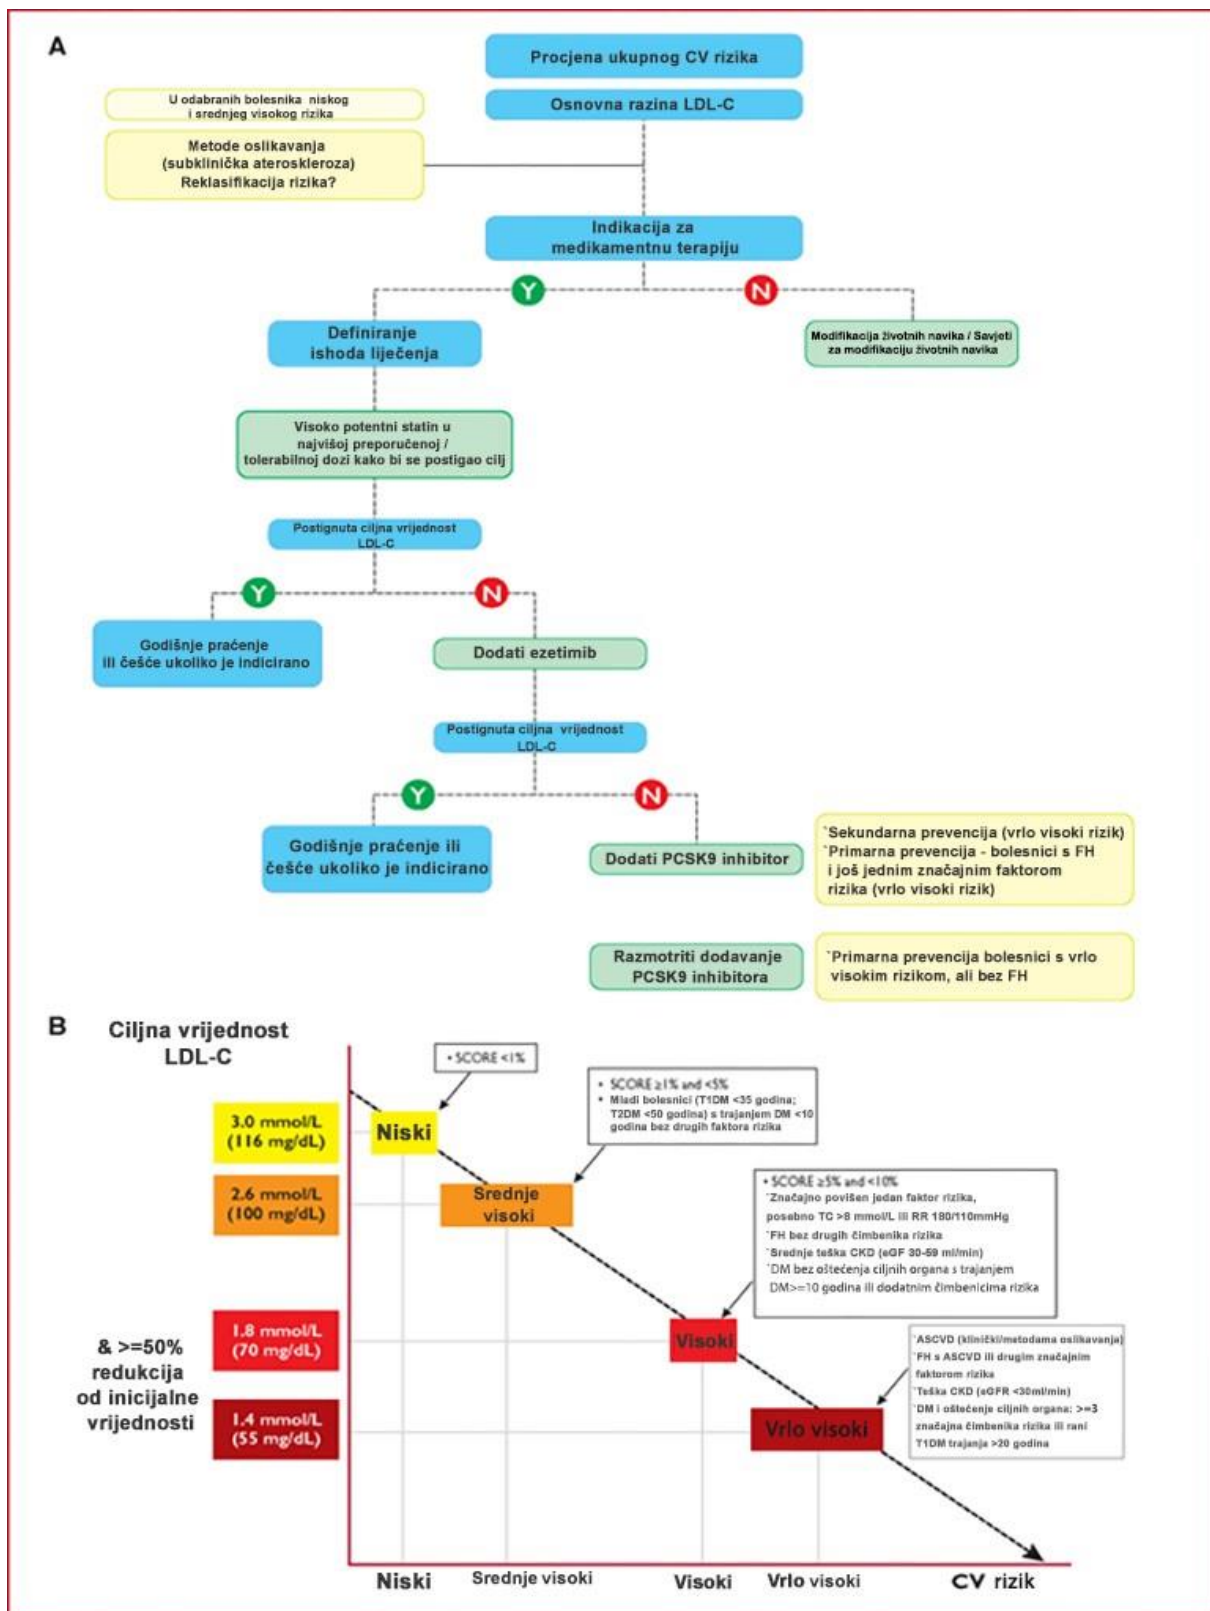 A
Procjena ukupnog CV rizika
U odabranih bolesnika niskog
i srednjeg visokog rizika
Osnovna razina LDL-C
Metode oslikavanja
(subklinička ateroskleroza)
Reklasifikacija rizika?
Indikacija za
medikamentnu terapiju
Y
N
Definiranje
ishoda liječenja
Modifikacija životnih navika / Savjeti
za modifikaciju životnih navika
Visoko potentni statin u
najvišoj preporučenoj /
tolerabilnoj dozi kako bi se postigao cilj
Postignuta ciljna vrijednost
LDL-C
Y
N
Godišnje praćenje
ili češće ukoliko je indicirano
Dodati ezetimib
Postignuta ciljna vrijednost
LDL-C
Y
N
Godišnje praćenje ili
češće ukoliko je indicirano
Dodati PCSK9 inhibitor
`Sekundarna prevencija (vrlo visoki rizik)
`Primarna prevencija - bolesnici s FH
i još jednim značajnim faktorom
rizika (vrlo visoki rizik)
Razmotriti dodavanje
PCSK9 inhibitora
`Primarna prevencija bolesnici s vrlo
visokim rizikom, ali bez FH
B
Ciljna vrijednost
LDL-C
• SCORE <1%
• SCORE ≥1% and <5%
• Mladi bolesnici (T1DM <35 godina;
T2DM <50 godina) s trajanjem DM <10
godina bez drugih faktora rizika
3.0 mmol/L
(116 mg/dL)
Niski
2.6 mmol/L
(100 mg/dL)
Srednje
visoki
• SCORE ≥5% and <10%
`Značajno povišen jedan faktor rizika,
posebno TC >8 mmol/L ili RR 180/110mmHg
`FH bez drugih čimbenika rizika
`Srednje teška CKD (eGF 30-59 ml/min)
`DM bez oštećenja ciljnih organa s trajanjem
DM>=10 godina ili dodatnim čimbenicima rizika
& >=50%
redukcija
od inicijalne
vrijednosti
1.8 mmol/L
(70 mg/dL)
Visoki
`ASCVD (klinički/metodama oslikavanja)
`FH s ASCVD ili drugim značajnim
faktorom rizika
`Teška CKD (eGFR <30ml/min)
`DM i oštećenje ciljnih organa: >=3
značajna čimbenika rizika ili rani
T1DM trajanja >20 godina
1.4 mmol/L
(55 mg/dL)
Vrlo visoki
Niski
Srednje visoki
Visoki
Vrlo visoki
CV rizik